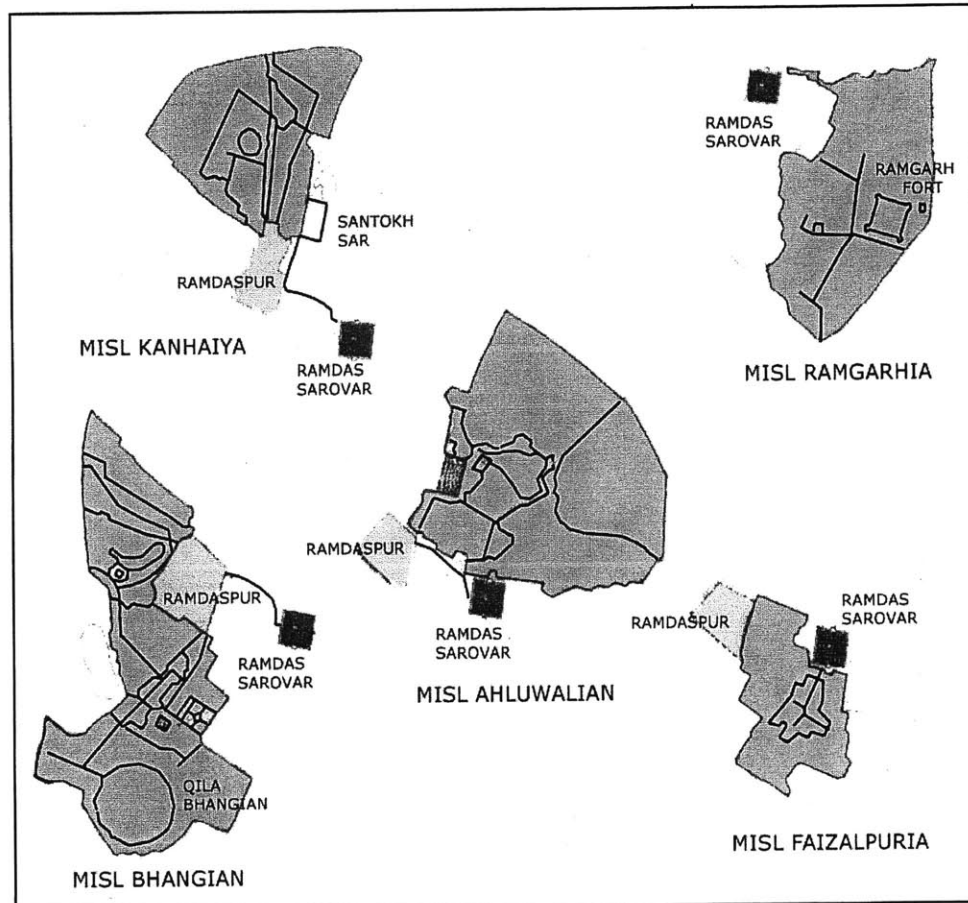 SANTOKH
SAR
RAMDASPUR
RAMDAS
SAROVAR
MISL KANHAIYA
RAMDAS
SAROVAR
RAMGARH
FORT
MISL RAMGARHIA
RAMDASPUR
RAMDAS
SAROVAR
MISL AHLUWALIAN
RAMDASPUR
RAMDAS
SAROVAR
QILA
BHANGIAN
MISL BHANGIAN
RAMDASPUR
RAMDAS
SAROVAR
MISL FAIZALPURIA